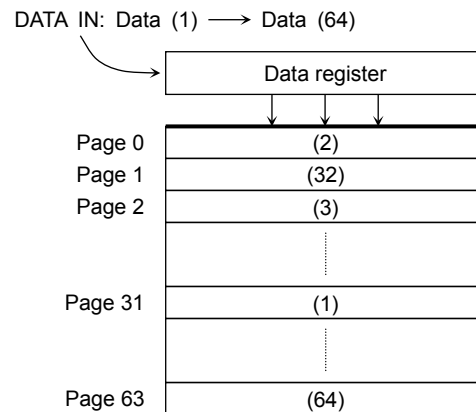 DATA IN: Data (1) → Data (64)
Data register
Page 0 (2)
Page 1 (32)
Page 2 (3)
Page 31 (1)
Page 63 (64)